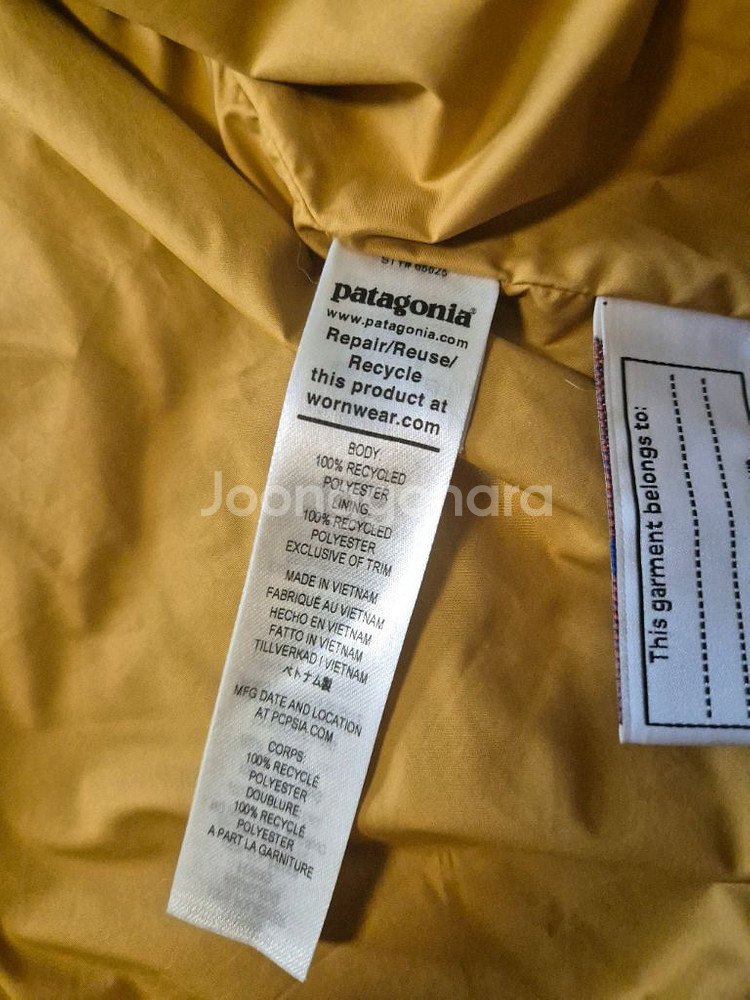 STY# 65625
patagonia®
www.patagonia.com
Repair/Reuse/
Recycle
this product at
wornwear.com
BODY:
100% RECYCLED
POLYESTER
LINING:
100% RECYCLED
POLYESTER
EXCLUSIVE OF TRIM
MADE IN VIETNAM
FABRIQUÉ AU VIETNAM
HECHO EN VIETNAM
FATTO IN VIETNAM
TILLVERKAD I VIETNAM
ベトナム製
MFG DATE AND LOCATION
AT PCPSIA.COM
CORPS:
100% RECYCLÉ
POLYESTER
DOUBLURE:
100% RECYCLÉ
POLYESTER
A PART LA GARNITURE
This garment belongs to:
Joonggonara